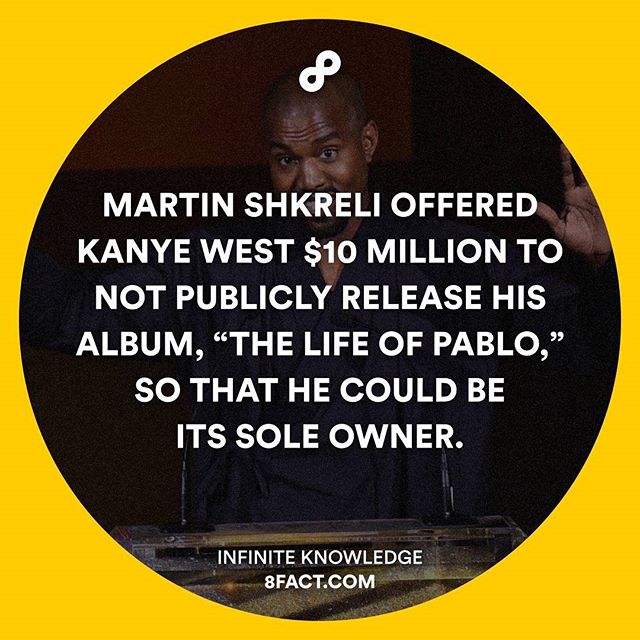 MARTIN SHKRELI OFFERED
KANYE WEST $10 MILLION TO
NOT PUBLICLY RELEASE HIS
ALBUM, “THE LIFE OF PABLO,”
SO THAT HE COULD BE
ITS SOLE OWNER.
INFINITE KNOWLEDGE
8FACT.COM